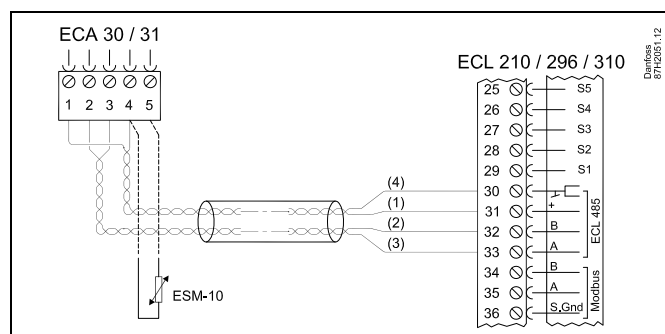 ECA 30 / 31
1 2 3 4 5
ESM-10
(4)
(1)
(2)
(3)
ECL 210 / 296 / 310
25 S5
26 S4
27 S3
28 S2
29 S1
30
31 +
32 B
33 A
ECL 485
34 B
35 A
36 S.Gnd
Modbus
Danfoss
87H2051.12